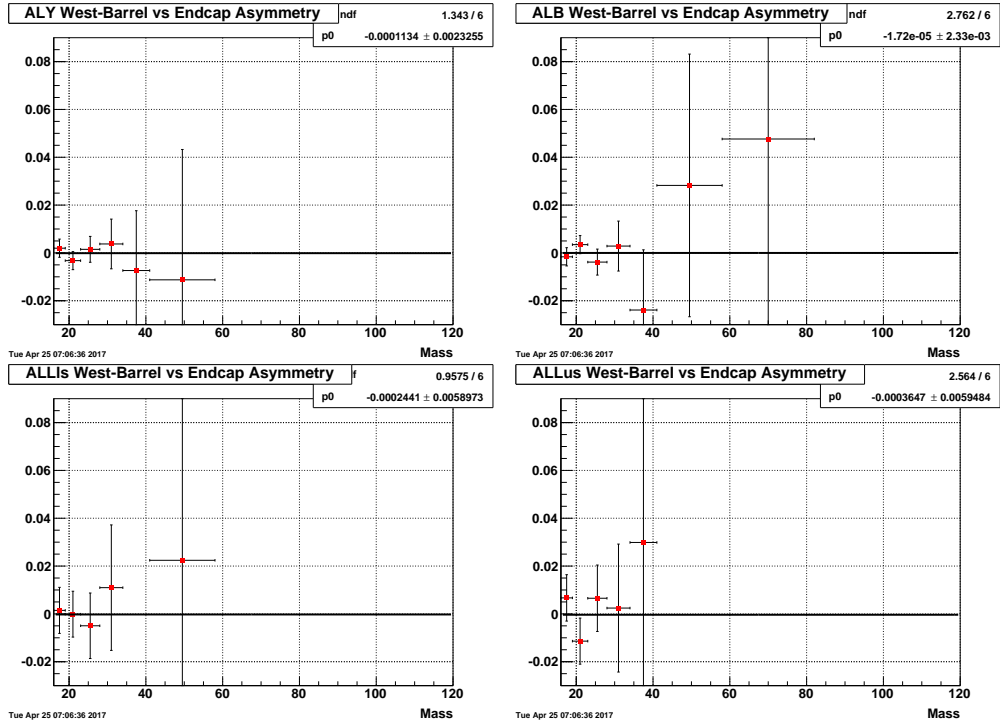 ALY West-Barrel vs Endcap Asymmetry
ndf 1.343 / 6
p0 -0.0001134 ± 0.0023255
0.08
0.06
0.04
0.02
0
-0.02
20 40 60 80 100 120
Mass
Tue Apr 25 07:06:36 2017
ALB West-Barrel vs Endcap Asymmetry
ndf 2.762 / 6
p0 -1.72e-05 ± 2.33e-03
0.08
0.06
0.04
0.02
0
-0.02
20 40 60 80 100 120
Mass
Tue Apr 25 07:06:36 2017
ALLls West-Barrel vs Endcap Asymmetry
0.9575 / 6
p0 -0.0002441 ± 0.0058973
0.08
0.06
0.04
0.02
0
-0.02
20 40 60 80 100 120
Mass
Tue Apr 25 07:06:36 2017
ALLus West-Barrel vs Endcap Asymmetry
2.564 / 6
p0 -0.0003647 ± 0.0059484
0.08
0.06
0.04
0.02
0
-0.02
20 40 60 80 100 120
Mass
Tue Apr 25 07:06:36 2017